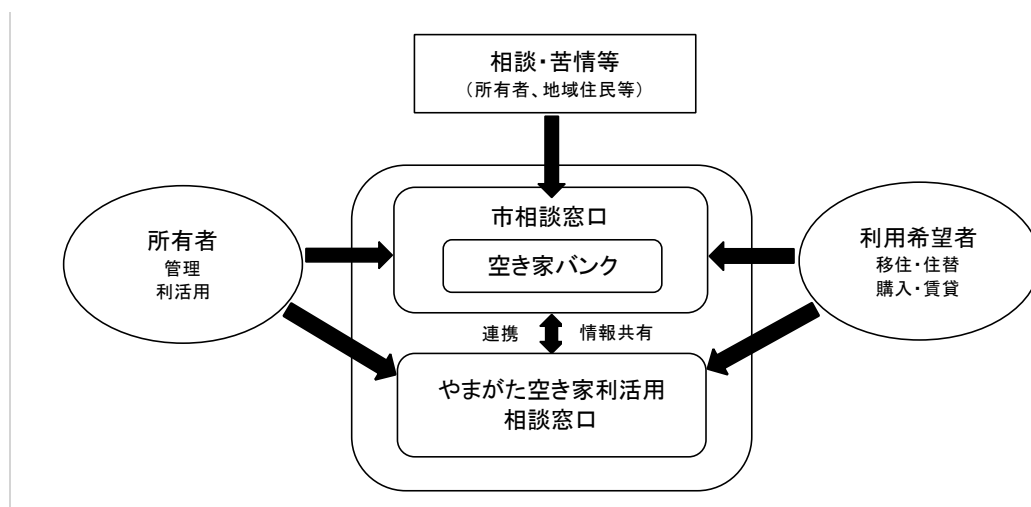 相談・苦情等
（所有者、地域住民等）
市相談窓口
空き家バンク
所有者
管理
利活用
利用希望者
移住・住替
購入・賃貸
連携
情報共有
やまがた空き家利活用
相談窓口